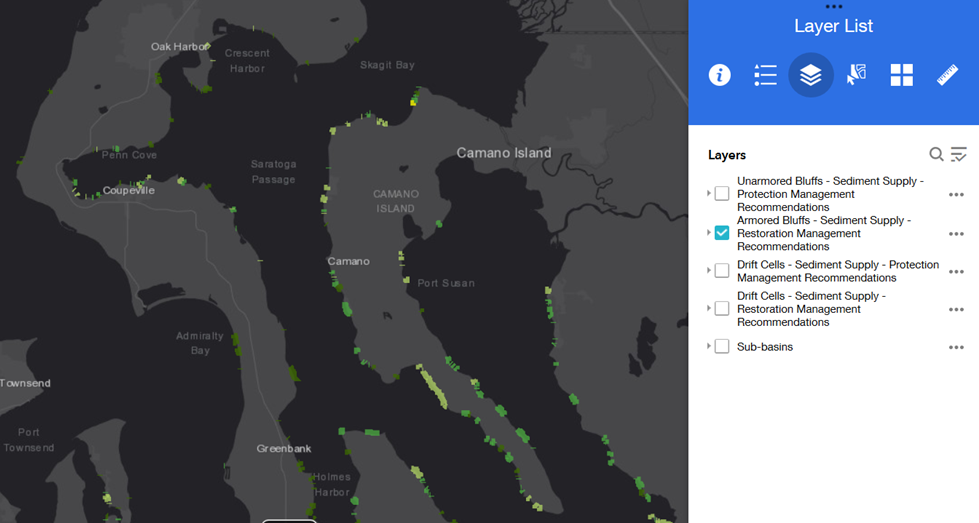 Oak Harbor
Crescent
Harbor
Skagit Bay
Penn Cove
Coupeville
Saratoga
Passage
Camano Island
CAMANO
ISLAND
Camano
Port Susan
Admiralty
Bay
Townsend
Port
Townsend
Greenbank
Holmes
Harbor
Layer List
Layers
Unarmored Bluffs - Sediment Supply -
Protection Management
Recommendations
Armored Bluffs - Sediment Supply -
Restoration Management
Recommendations
Drift Cells - Sediment Supply - Protection
Management Recommendations
Drift Cells - Sediment Supply -
Restoration Management
Recommendations
Sub-basins